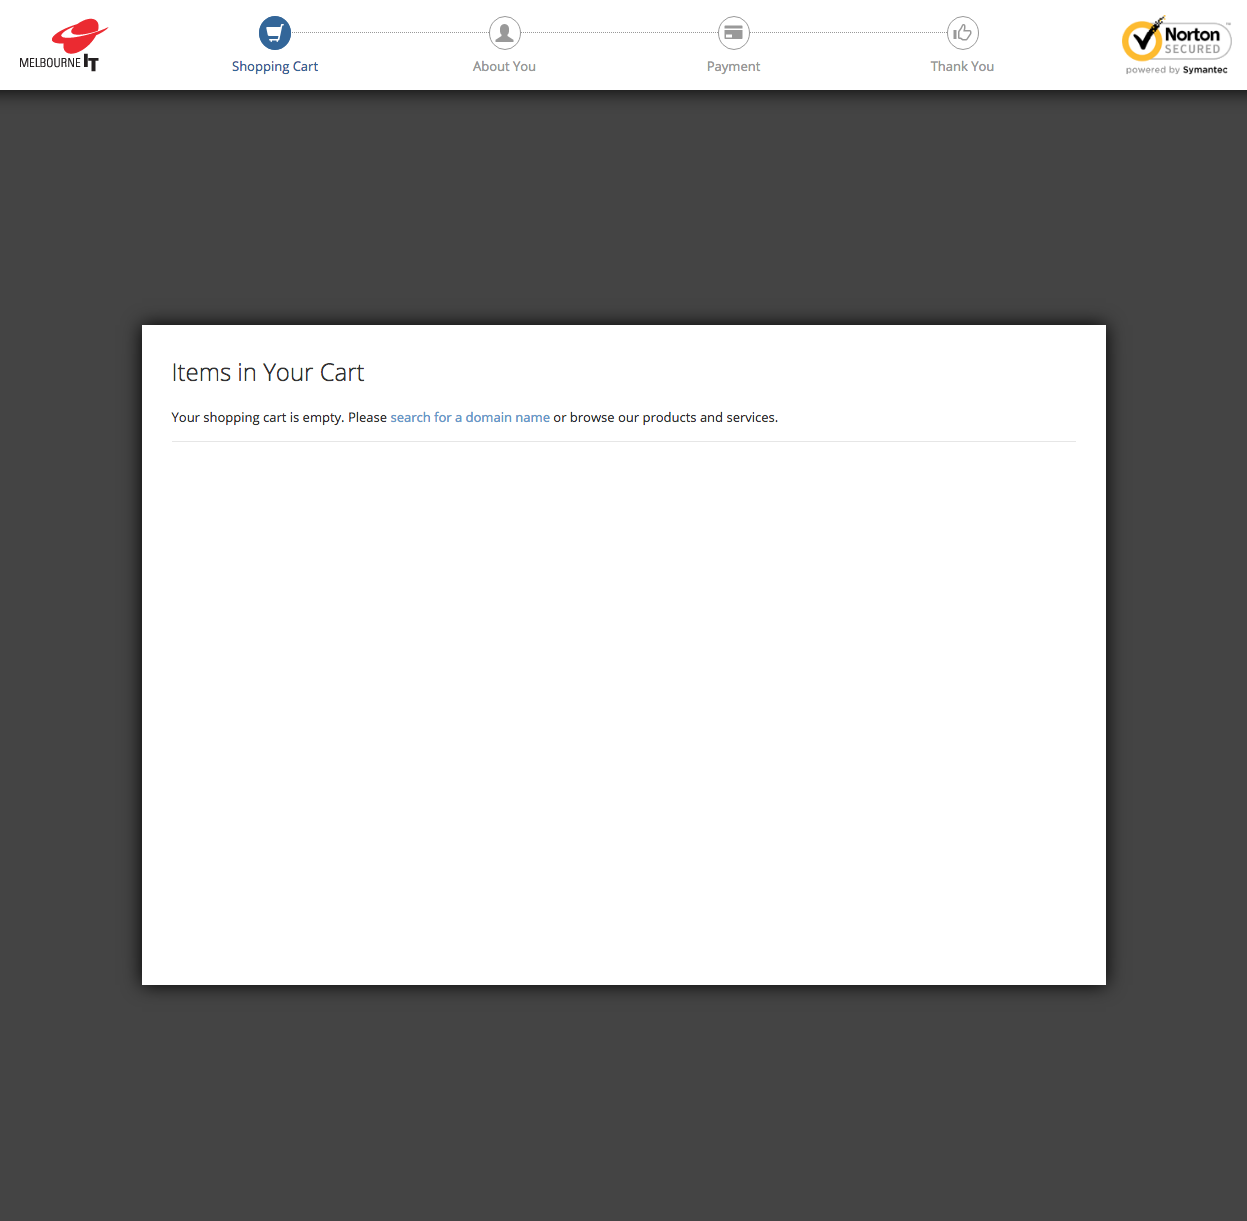 MELBOURNE IT
Shopping Cart
About You
Payment
Thank You
Norton
SECURED
powered by Symantec
Items in Your Cart
Your shopping cart is empty. Please search for a domain name or browse our products and services.